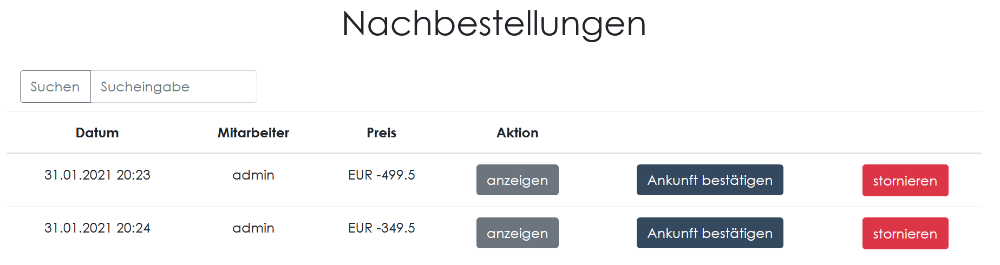 Nachbestellungen
Suchen Sucheingabe
Datum Mitarbeiter Preis Aktion
31.01.2021 20:23 admin EUR -499.5 anzeigen Ankunft bestätigen stornieren
31.01.2021 20:24 admin EUR -349.5 anzeigen Ankunft bestätigen stornieren